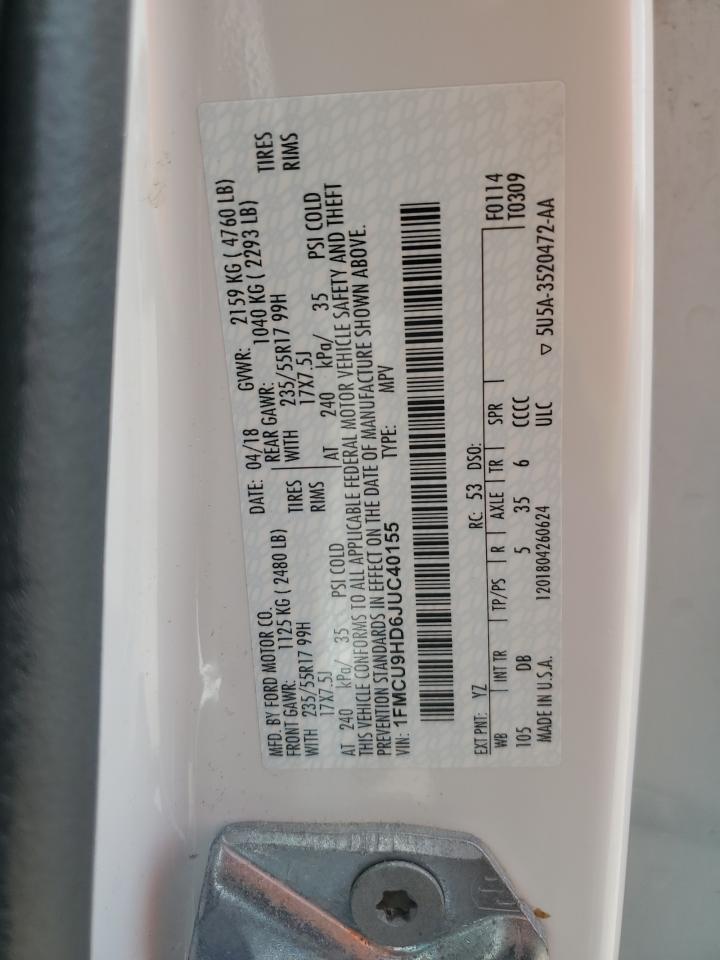 MFD. BY FORD MOTOR CO.
DATE: 04/18 GVWR: 2159 KG ( 4760 LB)
FRONT GAWR: 1125 KG ( 2480 LB) REAR GAWR: 1040 KG ( 2293 LB)
WITH 235/55R17 99H TIRES WITH 235/55R17 99H TIRES
17X7.5J RIMS 17X7.5J RIMS
AT 240 kPa/ 35 PSI COLD AT 240 kPa/ 35 PSI COLD
THIS VEHICLE CONFORMS TO ALL APPLICABLE FEDERAL MOTOR VEHICLE SAFETY AND THEFT
PREVENTION STANDARDS IN EFFECT ON THE DATE OF MANUFACTURE SHOWN ABOVE.
VIN: 1FMCU9HD6JUC40155 TYPE: MPV
EXT PNT: YZ RC: 53 DSO: F0114
WB INT TR TP/PS R AXLE TR SPR T0309
105 DB 5 35 6 CCCC
MADE IN U.S.A. 1201804260624 ULC ▽ 5U5A-3520472-AA